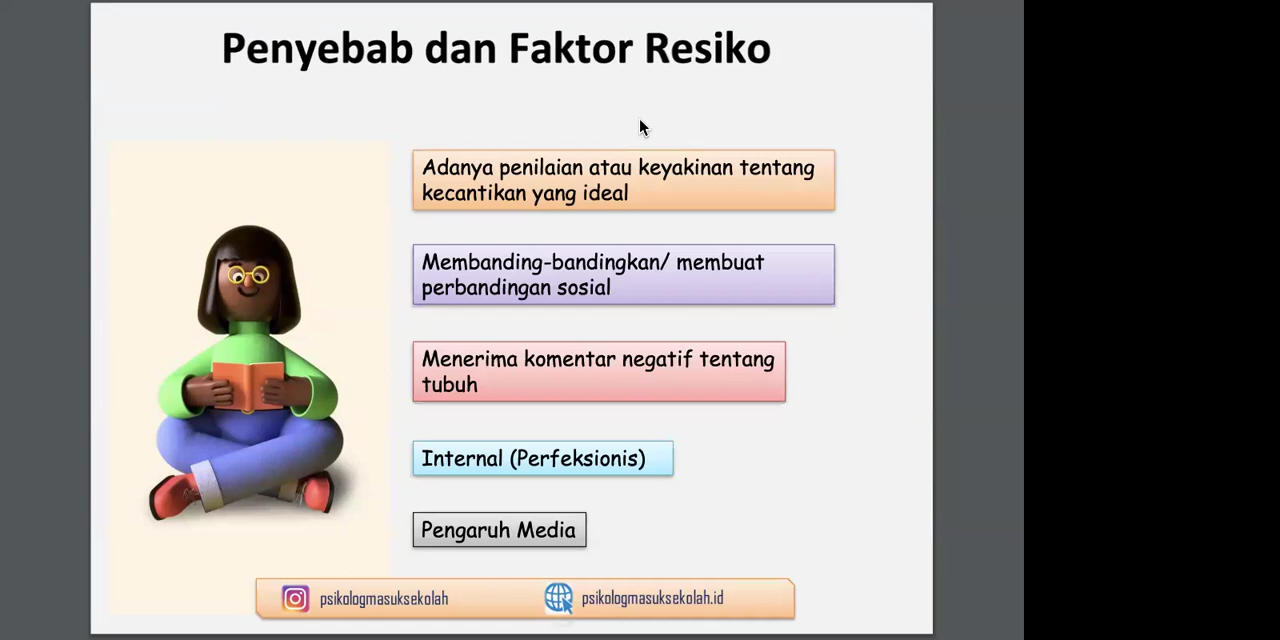 Penyebab dan Faktor Resiko
Adanya penilaian atau keyakinan tentang
kecantikan yang ideal
Membanding-bandingkan/ membuat
perbandingan sosial
Menerima komentar negatif tentang
tubuh
Internal (Perfeksionis)
Pengaruh Media
psikologmasuksekolah
psikologmasuksekolah.id